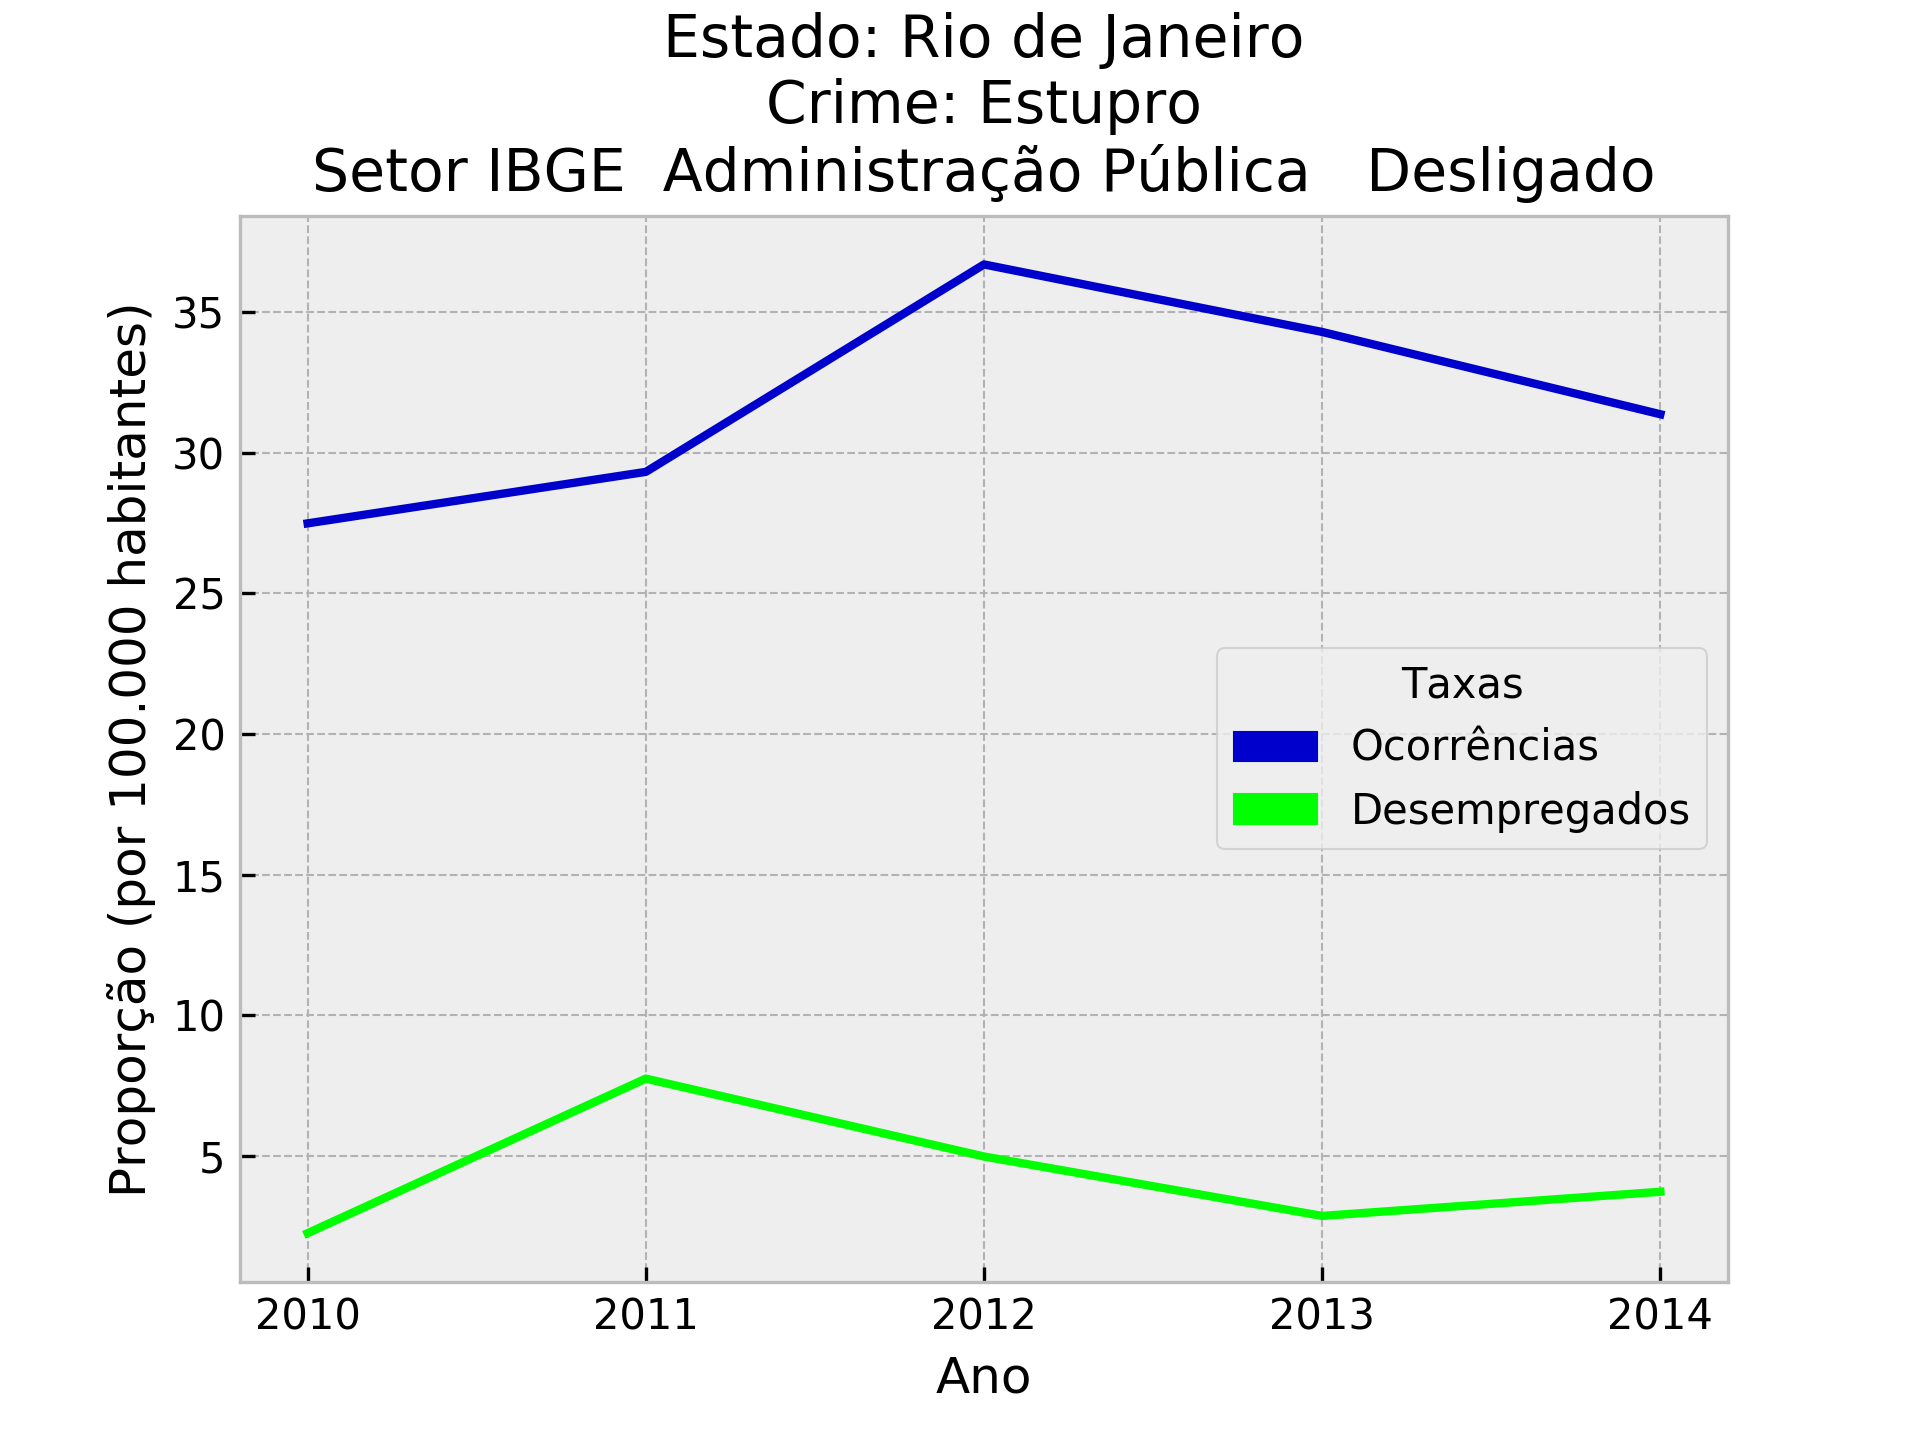 Estado: Rio de Janeiro
Crime: Estupro
Setor IBGE  Administração Pública   Desligado
Proporção (por 100.000 habitantes)
35
30
25
20
15
10
5
Taxas
Ocorrências
Desempregados
2010 2011 2012 2013 2014
Ano